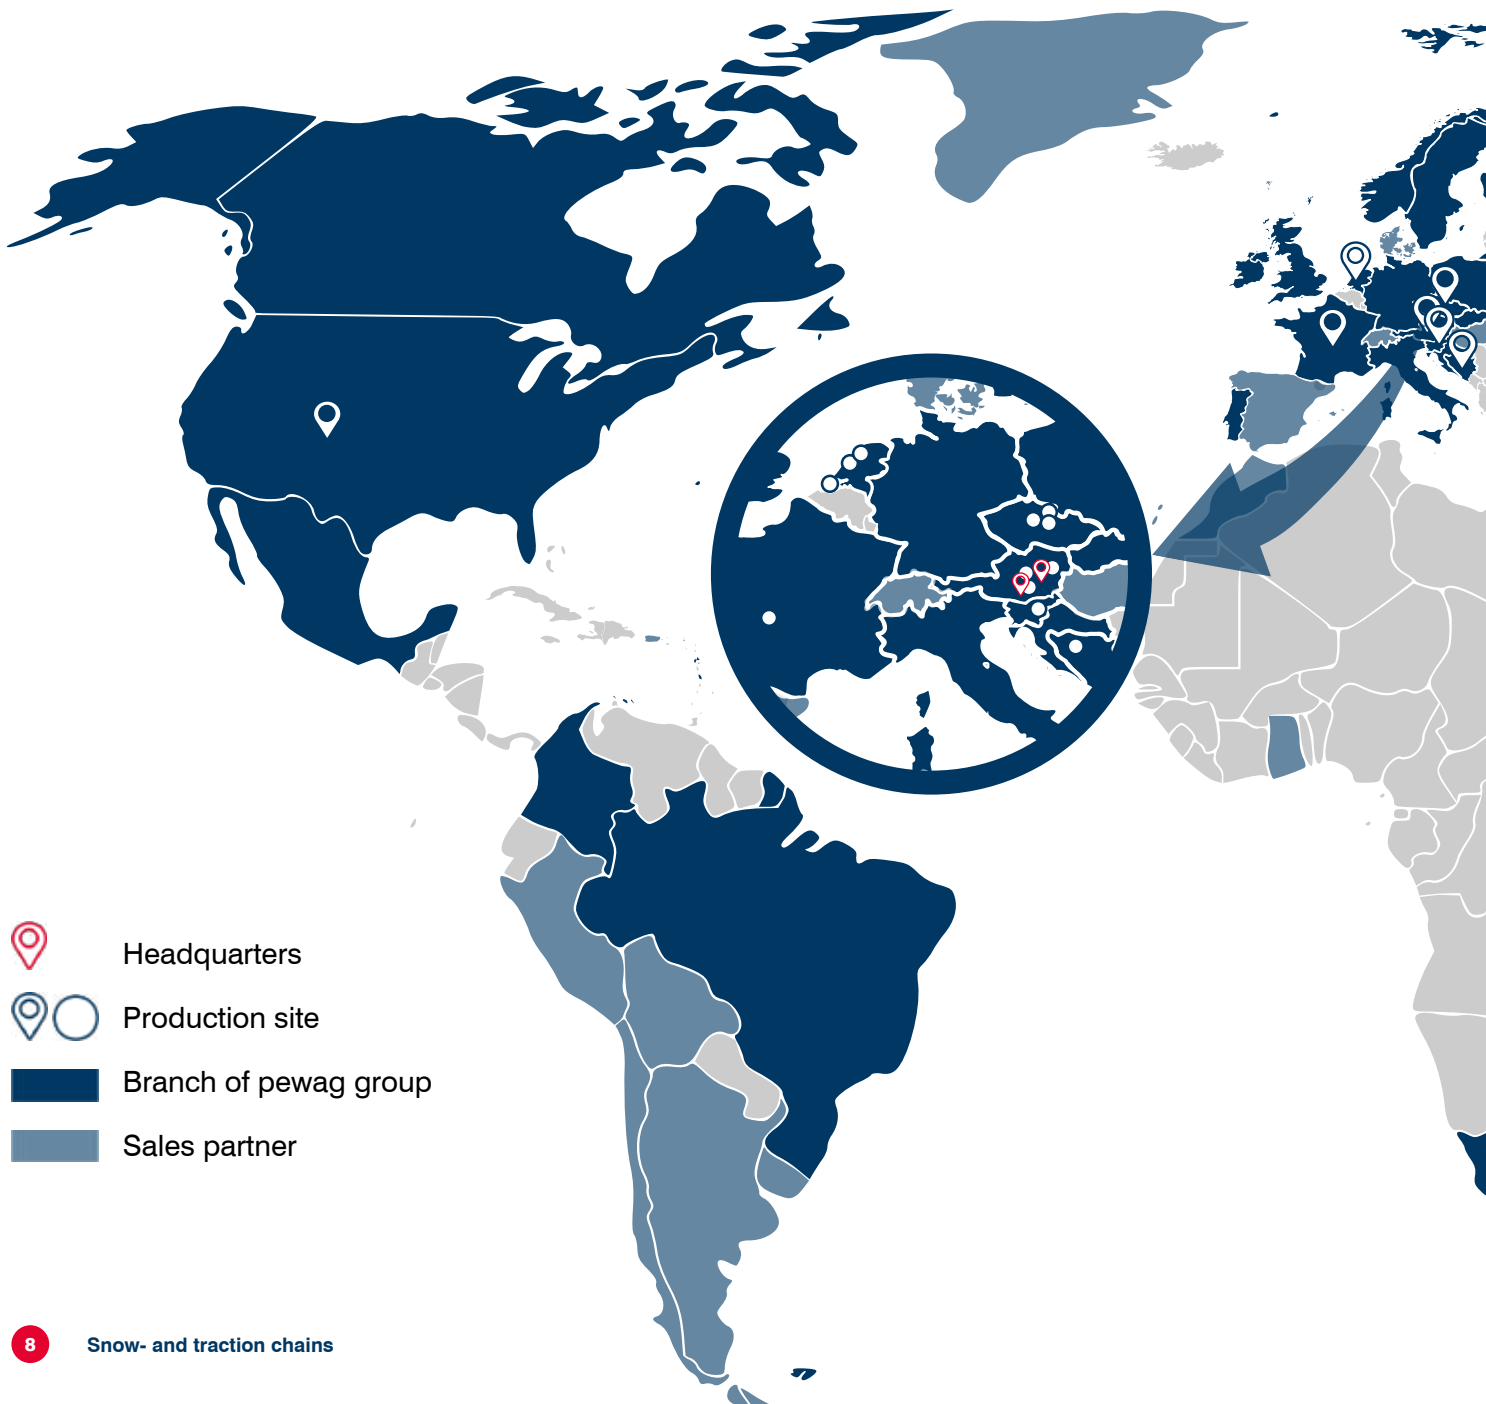 Headquarters
Production site
Branch of pewag group
Sales partner
8 Snow- and traction chains